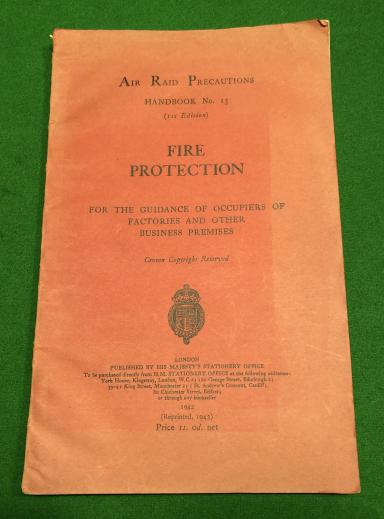 AIR RAID PRECAUTIONS
HANDBOOK No. 13
(1st Edition)
FIRE
PROTECTION
FOR THE GUIDANCE OF OCCUPIERS OF
FACTORIES AND OTHER
BUSINESS PREMISES
Crown Copyright Reserved
LONDON
PUBLISHED BY HIS MAJESTY'S STATIONERY OFFICE
To be purchased directly from H.M. STATIONERY OFFICE at the following addresses:
York House, Kingsway, London, W.C.2; 120 George Street, Edinburgh 2;
39-41 King Street, Manchester 2; 1 St. Andrew's Crescent, Cardiff;
80 Chichester Street, Belfast;
or through any bookseller
1942
(Reprinted, 1943)
Price 1s. 0d. net